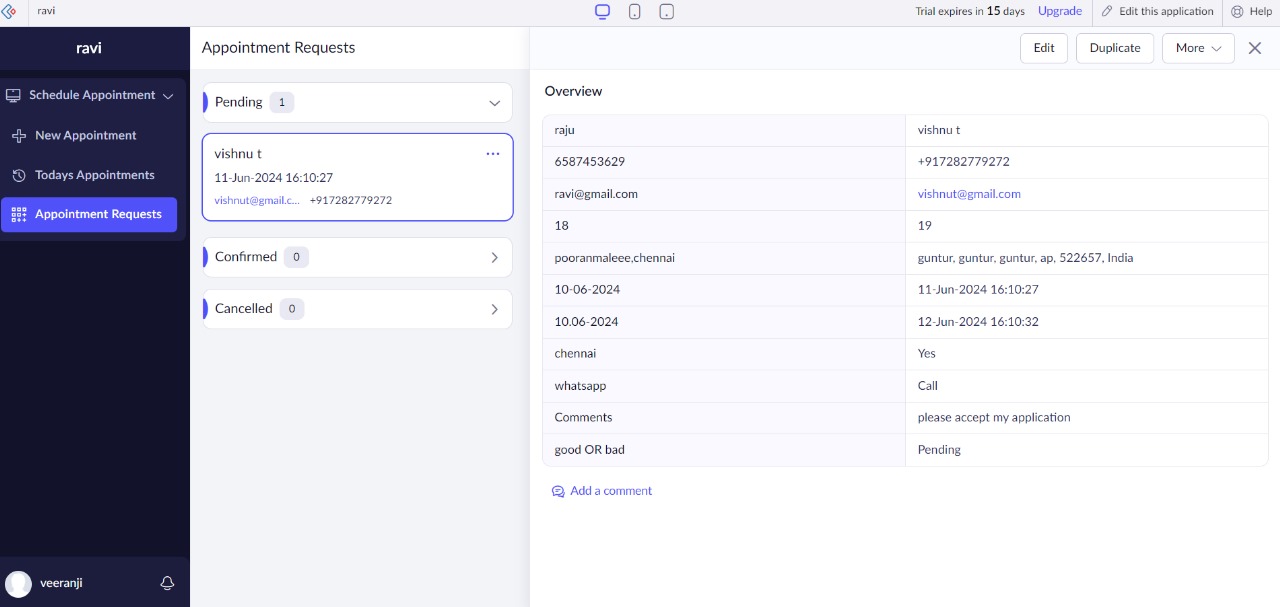 ravi
Trial expires in 15 days Upgrade Edit this application Help
ravi
Schedule Appointment
New Appointment
Todays Appointments
Appointment Requests
veeranji
Appointment Requests
Pending 1
vishnu t
11-Jun-2024 16:10:27
vishnut@gmail.c... +917282779272
Confirmed 0
Cancelled 0
Edit Duplicate More
Overview
raju vishnu t
6587453629 +917282779272
ravi@gmail.com vishnut@gmail.com
18 19
pooranmaleee,chennai guntur, guntur, guntur, ap, 522657, India
10-06-2024 11-Jun-2024 16:10:27
10.06-2024 12-Jun-2024 16:10:32
chennai Yes
whatsapp Call
Comments please accept my application
good OR bad Pending
Add a comment